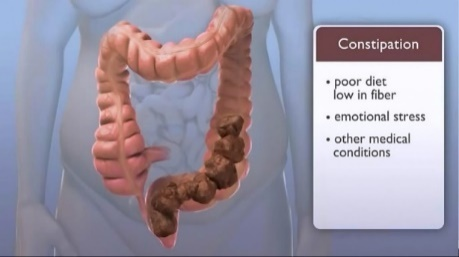 Constipation
• poor diet
low in fiber
• emotional stress
• other medical
conditions